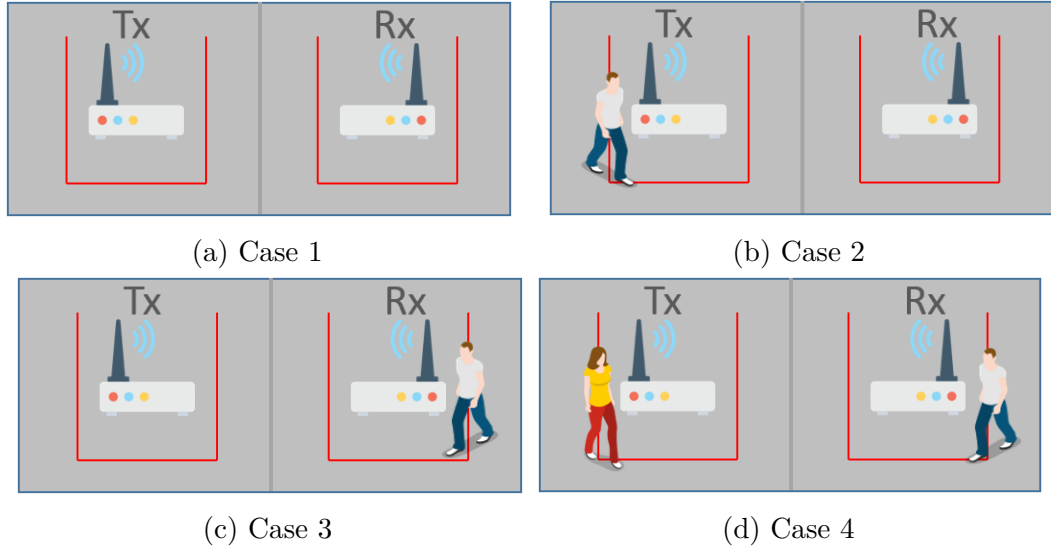 Tx Rx
Tx Rx
(a) Case 1
(b) Case 2
Tx Rx
Tx Rx
(c) Case 3
(d) Case 4